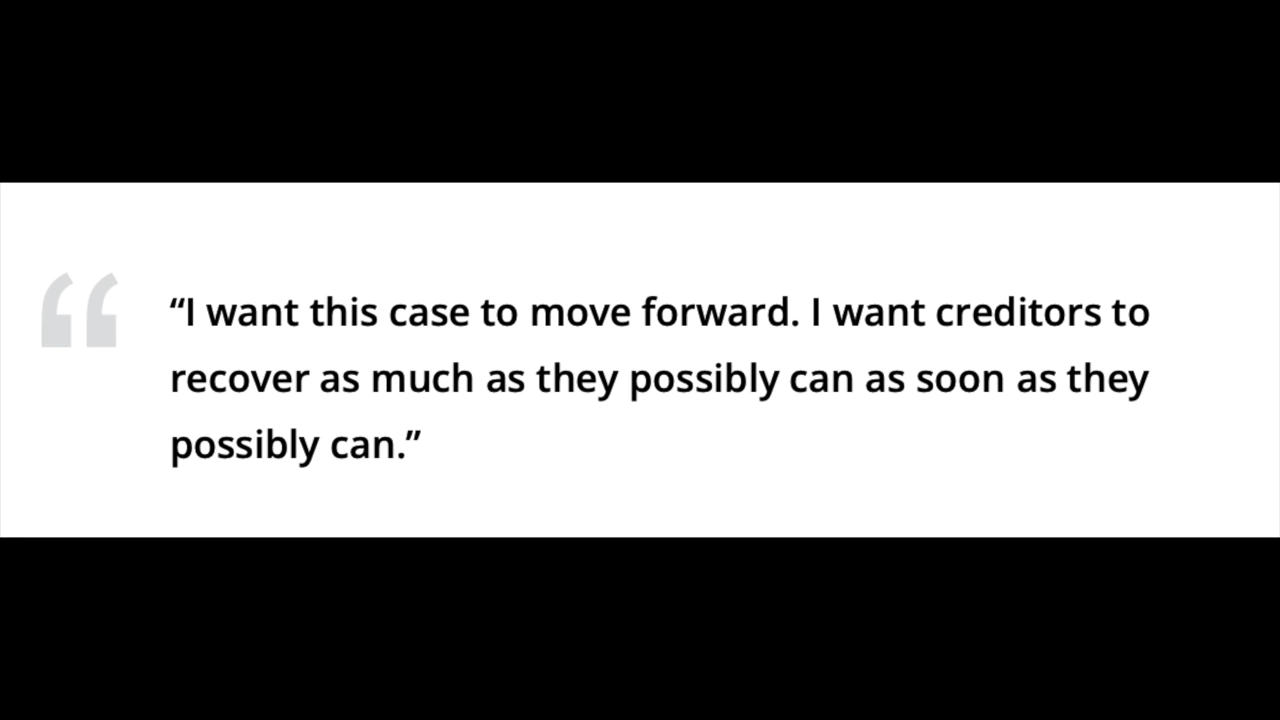 “I want this case to move forward. I want creditors to
recover as much as they possibly can as soon as they
possibly can.”